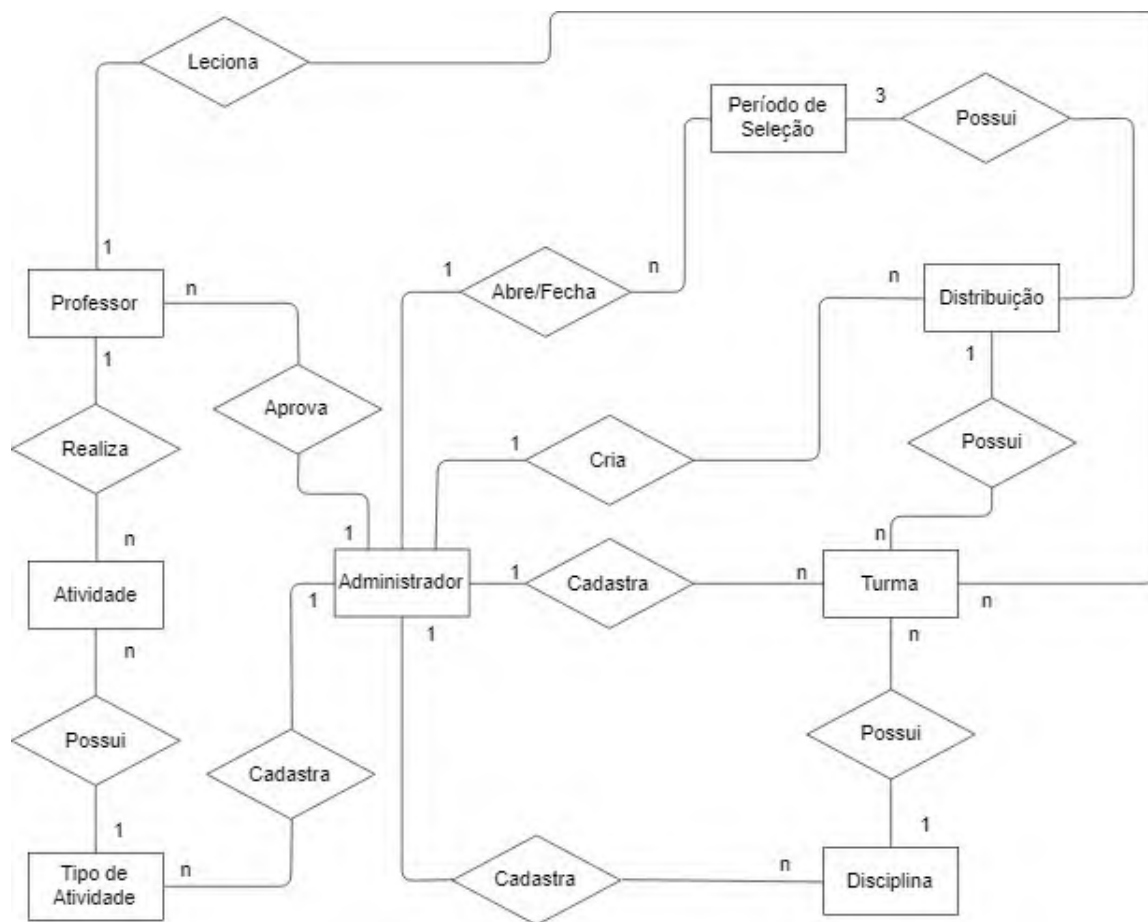 Leciona
3
Período de
Seleção
Possui
1
n
Professor
1
Abre/Fecha
n
n
Distribuição
1
1
Aprova
Realiza
1
Cria
Possui
n
1
n
Atividade
1
Administrador
1
1
Cadastra
n
Turma
n
n
n
Possui
Cadastra
Possui
1
1
Tipo de
Atividade
n
Cadastra
n
Disciplina